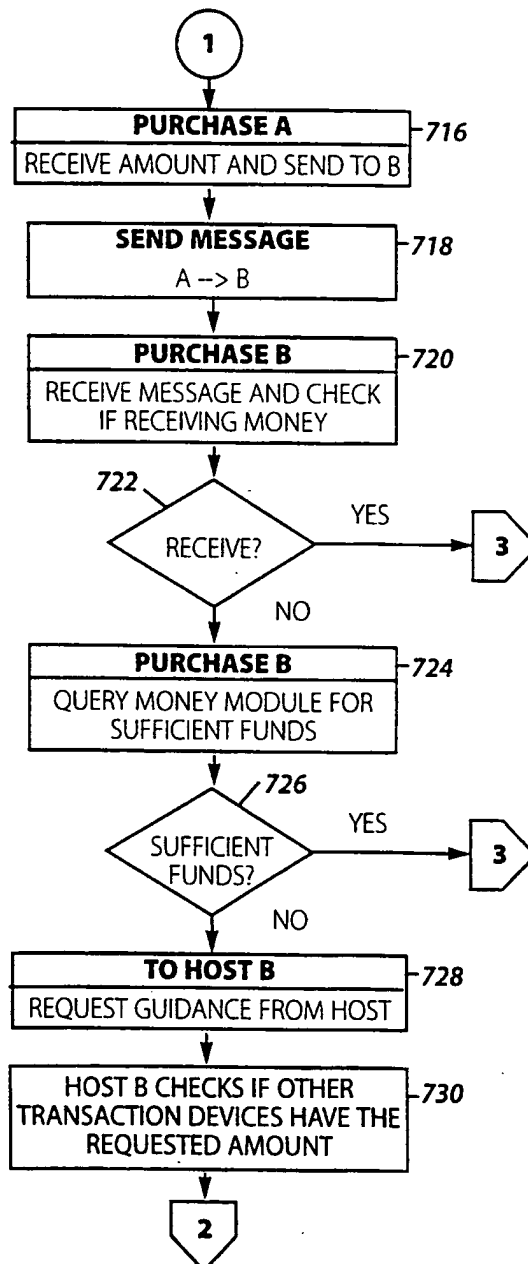 1
PURCHASE A
716
RECEIVE AMOUNT AND SEND TO B
SEND MESSAGE
718
A --> B
PURCHASE B
720
RECEIVE MESSAGE AND CHECK
IF RECEIVING MONEY
722
YES
RECEIVE?
3
NO
PURCHASE B
724
QUERY MONEY MODULE FOR
SUFFICIENT FUNDS
726
YES
SUFFICIENT
FUNDS?
3
NO
TO HOST B
728
REQUEST GUIDANCE FROM HOST
HOST B CHECKS IF OTHER
730
TRANSACTION DEVICES HAVE THE
REQUESTED AMOUNT
2